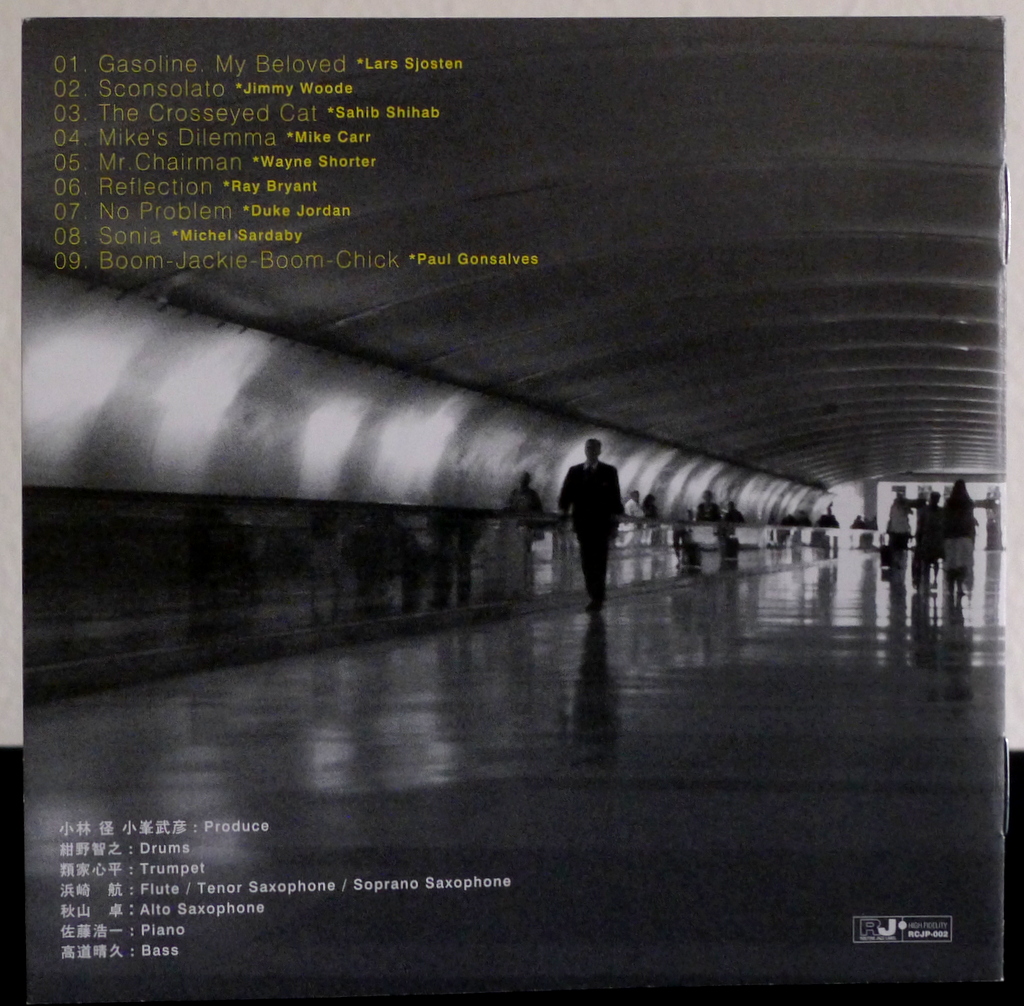 01. Gasoline. My Beloved *Lars Sjosten
02. Sconsolato *Jimmy Woode
03. The Crosseyed Cat *Sahib Shihab
04. Mike's Dilemma *Mike Carr
05. Mr.Chairman *Wayne Shorter
06. Reflection *Ray Bryant
07. No Problem *Duke Jordan
08. Sonia *Michel Sardaby
09. Boom-Jackie-Boom-Chick *Paul Gonsalves
小林 径 小峯武彦 : Produce
紺野智之 : Drums
類家心平 : Trumpet
浜崎 航 : Flute / Tenor Saxophone / Soprano Saxophone
秋山 卓 : Alto Saxophone
佐藤浩一 : Piano
高道晴久 : Bass
RJ HIGH FIDELITY
RCJP-002